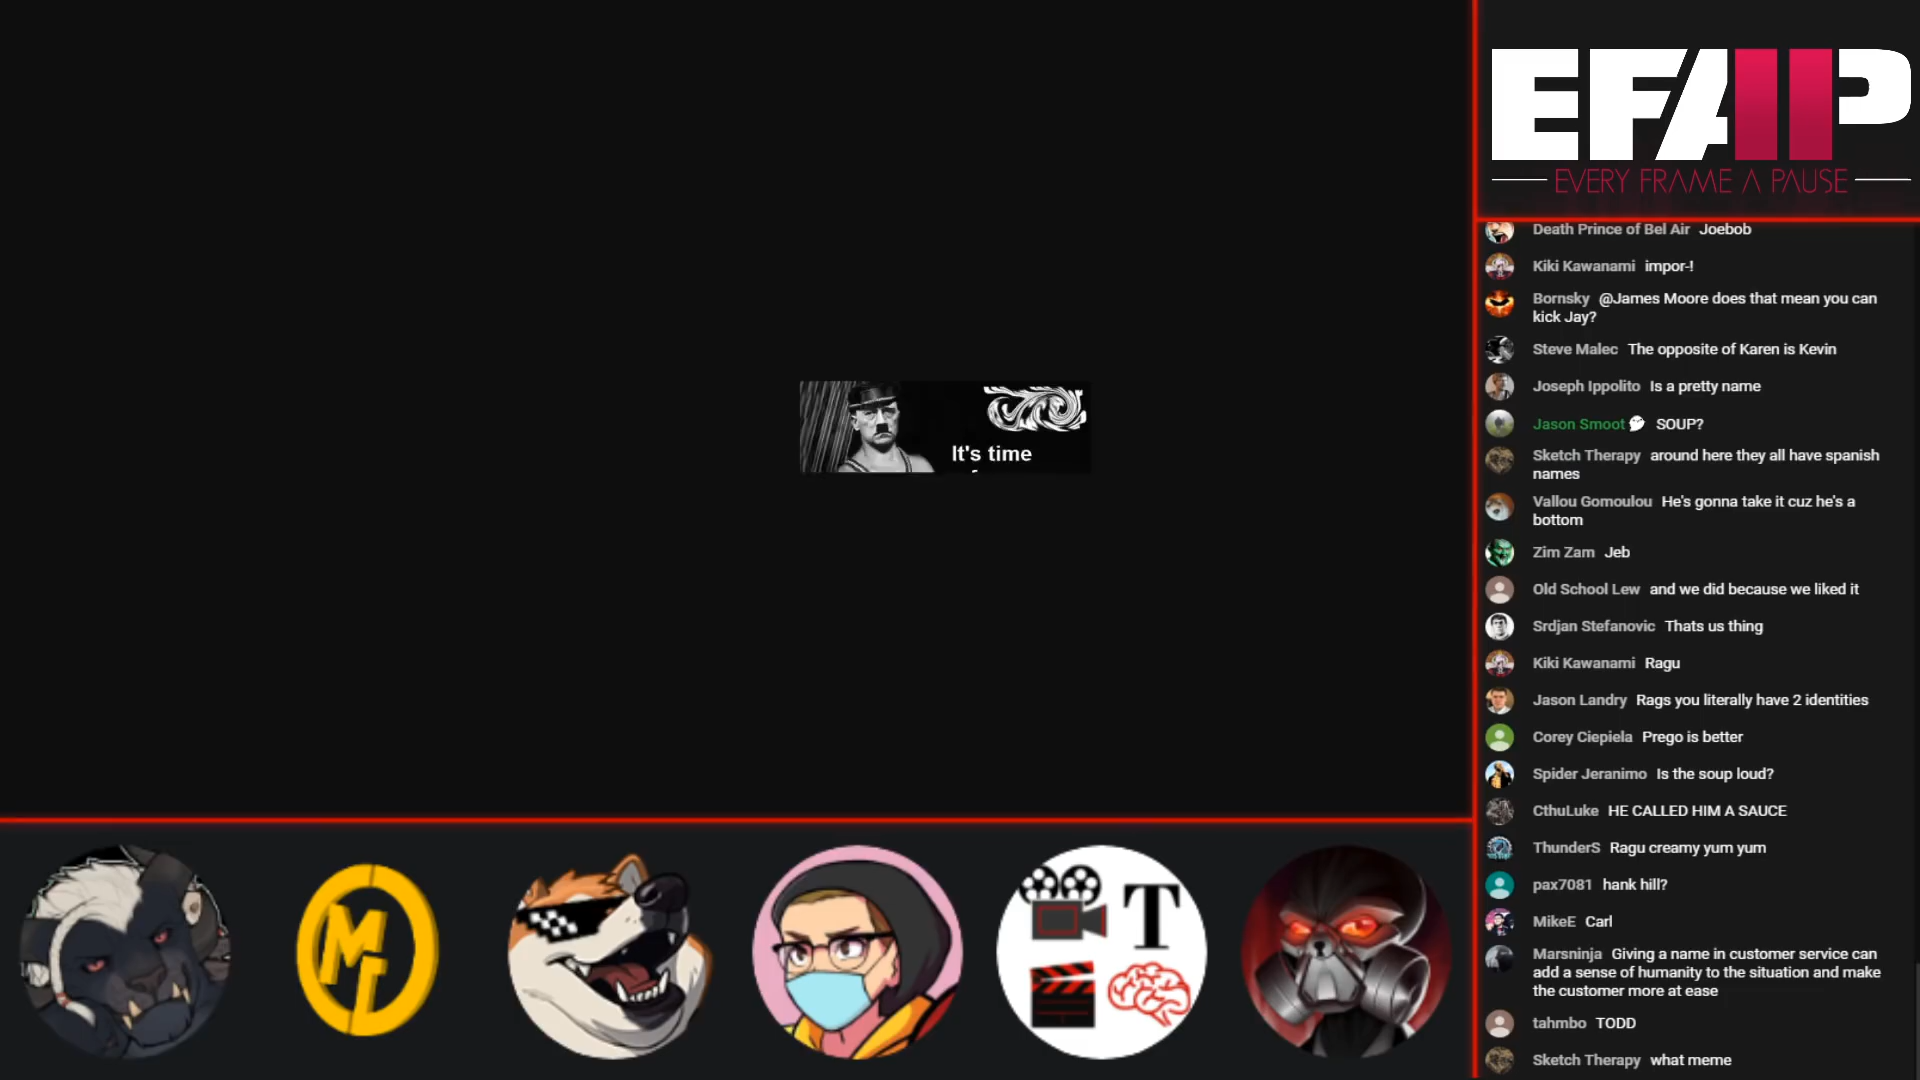 EFAP
EVERY FRAME A PAUSE
Death Prince of Bel Air Joebob
Kiki Kawanami impor-!
Bornsky @James Moore does that mean you can
kick Jay?
Steve Malec The opposite of Karen is Kevin
Joseph Ippolito Is a pretty name
Jason Smoot SOUP?
Sketch Therapy around here they all have spanish
names
Vallou Gomoulou He's gonna take it cuz he's a
bottom
Zim Zam Jeb
Old School Lew and we did because we liked it
Srdjan Stefanovic Thats us thing
Kiki Kawanami Ragu
Jason Landry Rags you literally have 2 identities
Corey Ciepiela Prego is better
Spider Jeranimo Is the soup loud?
CthuLuke HE CALLED HIM A SAUCE
ThunderS Ragu creamy yum yum
pax7081 hank hill?
MikeE Carl
Marsninja Giving a name in customer service can
add a sense of humanity to the situation and make
the customer more at ease
tahmbo TODD
Sketch Therapy what meme
It's time
T